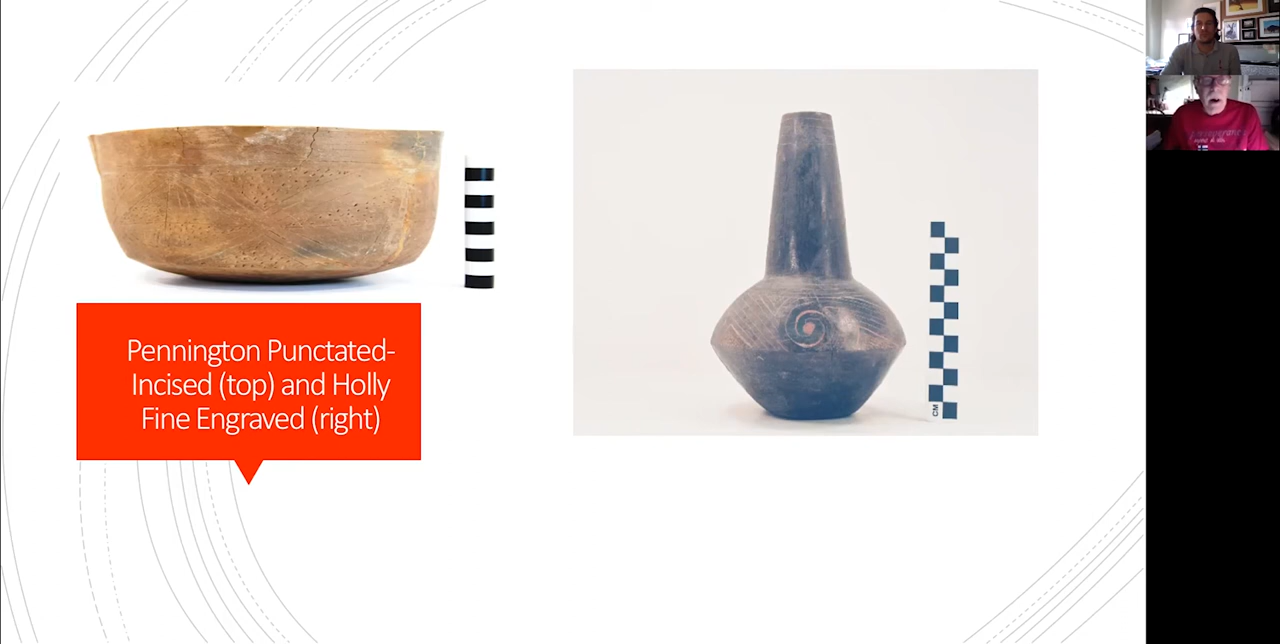 Pennington Punctated-
Incised (top) and Holly
Fine Engraved (right)
CM